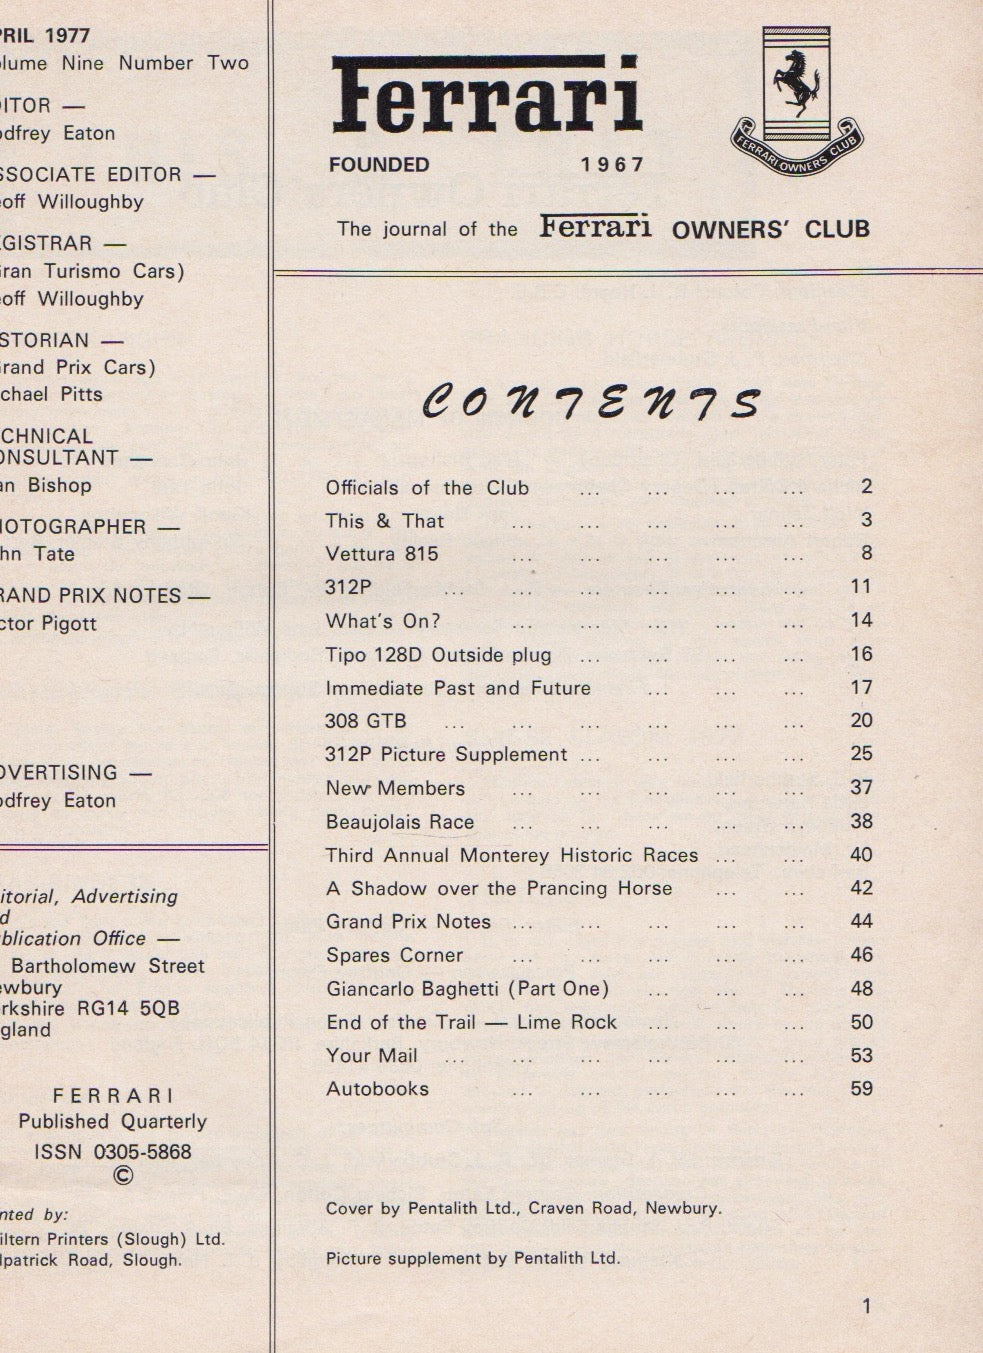 PRIL 1977
olume Nine Number Two
DITOR —
odfrey Eaton
SSOCIATE EDITOR —
eoff Willoughby
EGISTRAR —
Gran Turismo Cars)
eoff Willoughby
ISTORIAN —
Grand Prix Cars)
ichael Pitts
ECHNICAL
ONSULTANT —
an Bishop
HOTOGRAPHER —
ohn Tate
RAND PRIX NOTES —
ictor Pigott
DVERTISING —
odfrey Eaton
itorial, Advertising
d
blication Office —
Bartholomew Street
ewbury
erkshire RG14 5QB
ngland
FERRARI
Published Quarterly
ISSN 0305-5868
©
inted by:
iltern Printers (Slough) Ltd.
lpatrick Road, Slough.
Ferrari
FOUNDED 1967
FERRARI OWNERS' CLUB
The journal of the Ferrari OWNERS' CLUB
CONTENTS
Officials of the Club ... ... ... ... 2
This & That ... ... ... ... ... 3
Vettura 815 ... ... ... ... ... 8
312P ... ... ... ... ... ... 11
What's On? ... ... ... ... ... 14
Tipo 128D Outside plug ... ... ... ... 16
Immediate Past and Future ... ... ... 17
308 GTB ... ... ... ... ... ... 20
312P Picture Supplement ... ... ... ... 25
New Members ... ... ... ... ... 37
Beaujolais Race ... ... ... ... ... 38
Third Annual Monterey Historic Races ... ... 40
A Shadow over the Prancing Horse ... ... 42
Grand Prix Notes ... ... ... ... ... 44
Spares Corner ... ... ... ... ... 46
Giancarlo Baghetti (Part One) ... ... ... 48
End of the Trail — Lime Rock ... ... ... 50
Your Mail ... ... ... ... ... ... 53
Autobooks ... ... ... ... ... 59
Cover by Pentalith Ltd., Craven Road, Newbury.
Picture supplement by Pentalith Ltd.
1